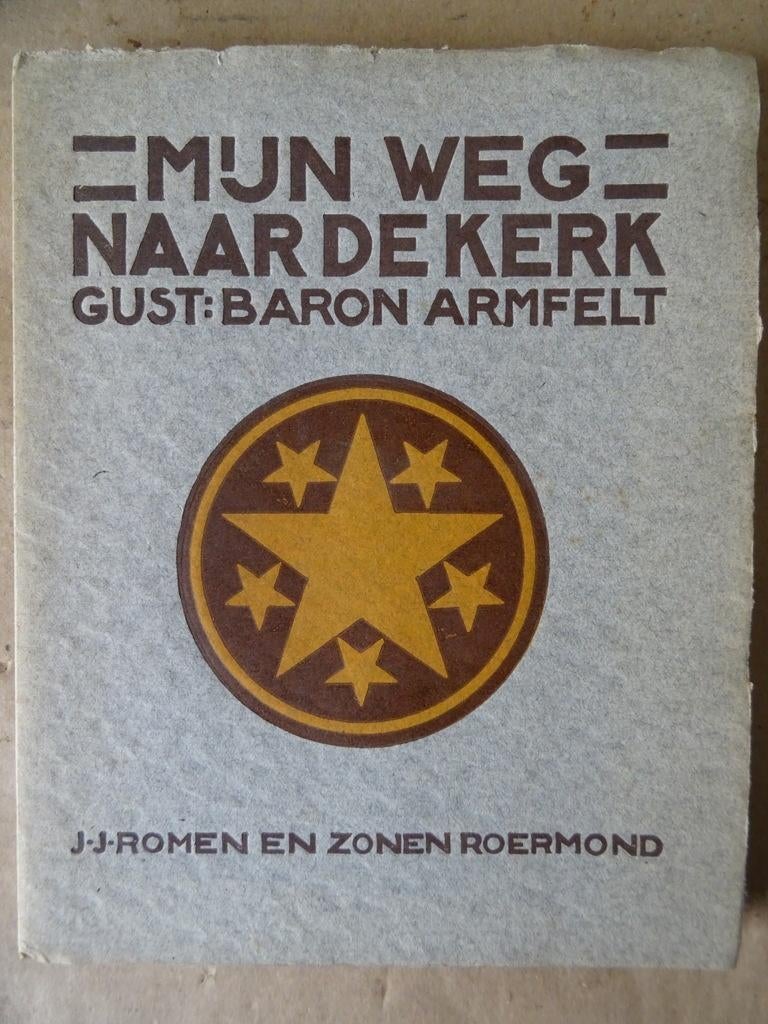 MIJN WEG
NAAR DE KERK
GUST: BARON ARMFELT
J·J·ROMEN EN ZONEN ROERMOND